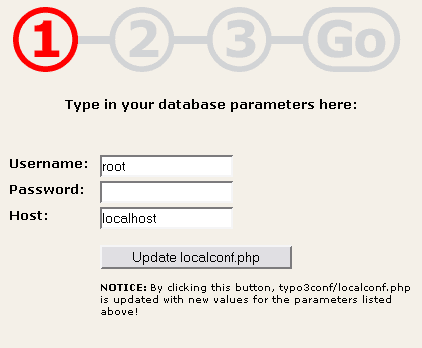 1 2 3 Go
Type in your database parameters here:
Username: root
Password:
Host: localhost
Update localconf.php
NOTICE: By clicking this button, typo3conf/localconf.php
is updated with new values for the parameters listed
above!